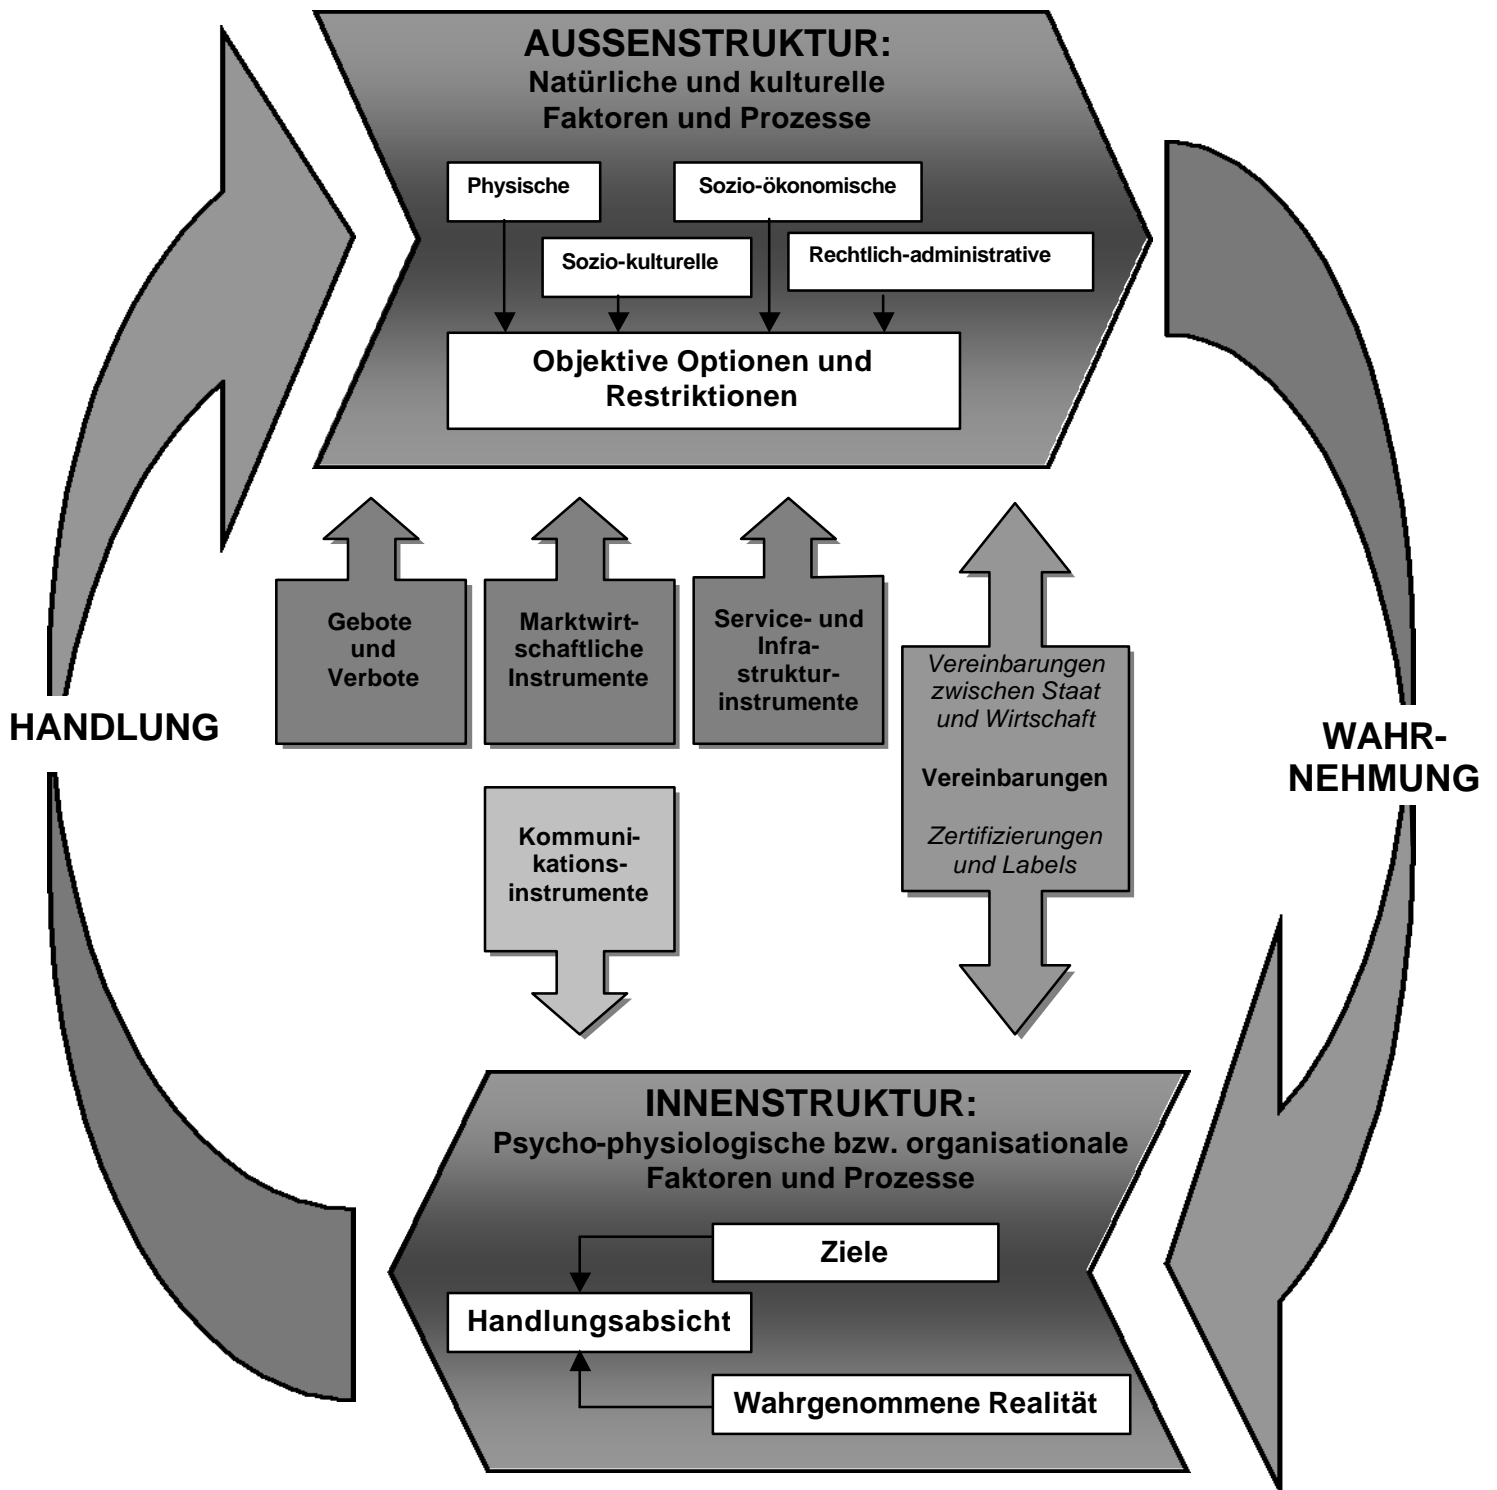 AUSSENSTRUKTUR:
Natürliche und kulturelle
Faktoren und Prozesse
Physische
Sozio-ökonomische
Sozio-kulturelle
Rechtlich-administrative
Objektive Optionen und
Restriktionen
Gebote
und
Verbote
Marktwirt-
schaftliche
Instrumente
Service- und
Infra-
struktur-
instrumente
Vereinbarungen
zwischen Staat
und Wirtschaft
Vereinbarungen
Zertifizierungen
und Labels
HANDLUNG
WAHR-
NEHMUNG
Kommuni-
kations-
instrumente
INNENSTRUKTUR:
Psycho-physiologische bzw. organisationale
Faktoren und Prozesse
Ziele
Handlungsabsicht
Wahrgenommene Realität